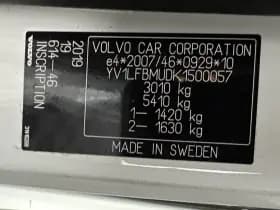 VOLVO CAR CORPORATION
e4*2007/46*0929*10
YV1LFBMUDK1500057
3010 kg
5410 kg
1- 1420 kg
2- 1630 kg
MADE IN SWEDEN
2019
19
614 - 46
INSCRIPTION
VOLVO